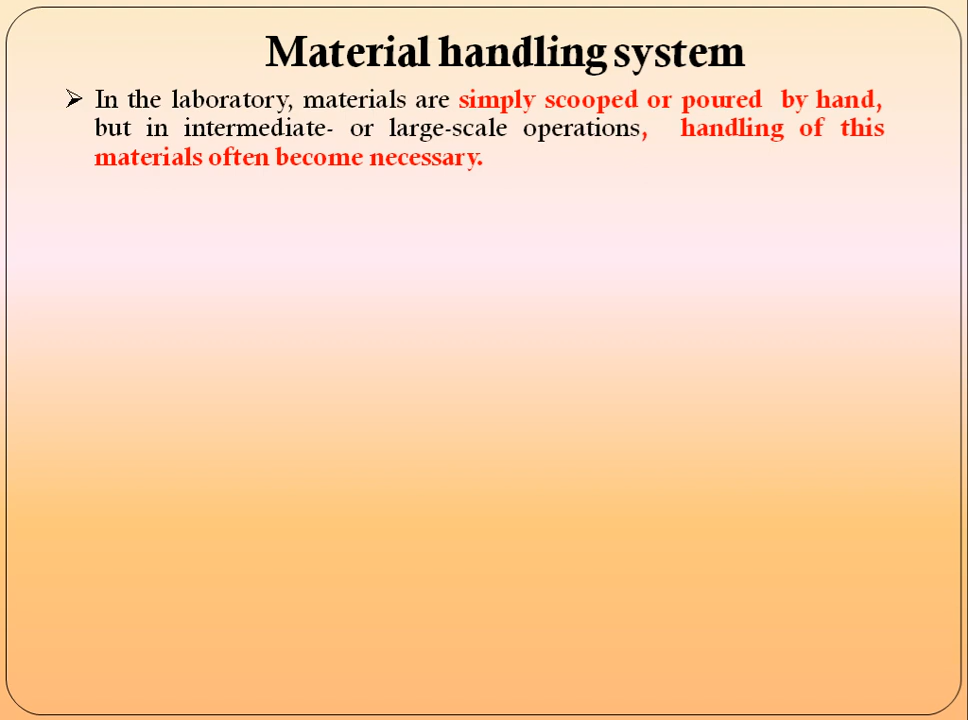 Material handling system
In the laboratory, materials are simply scooped or poured by hand,
but in intermediate- or large-scale operations, handling of this
materials often become necessary.